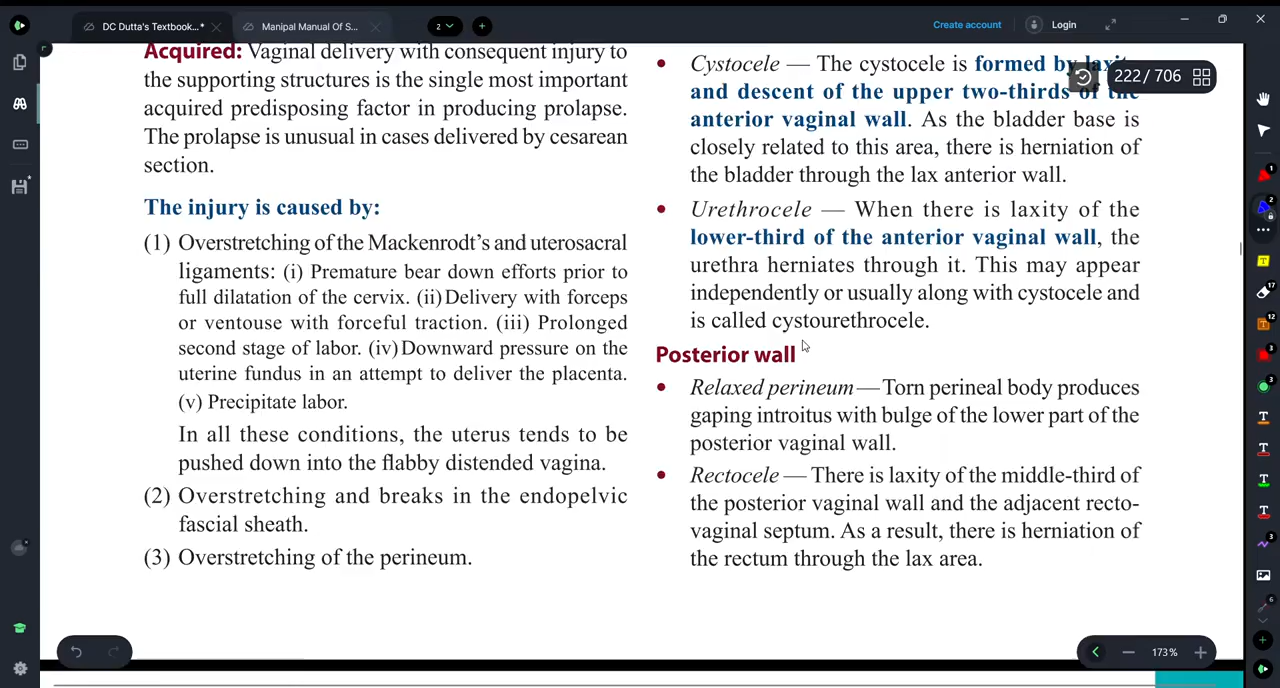 DC Dutta's Textbook...*
Manipal Manual Of S...
2
Create account
Login
222/ 706
Acquired: Vaginal delivery with consequent injury to
the supporting structures is the single most important
acquired predisposing factor in producing prolapse.
The prolapse is unusual in cases delivered by cesarean
section.
The injury is caused by:
(1) Overstretching of the Mackenrodt's and uterosacral
ligaments: (i) Premature bear down efforts prior to
full dilatation of the cervix. (ii) Delivery with forceps
or ventouse with forceful traction. (iii) Prolonged
second stage of labor. (iv) Downward pressure on the
uterine fundus in an attempt to deliver the placenta.
(v) Precipitate labor.
In all these conditions, the uterus tends to be
pushed down into the flabby distended vagina.
(2) Overstretching and breaks in the endopelvic
fascial sheath.
(3) Overstretching of the perineum.
• Cystocele — The cystocele is formed by laxity
and descent of the upper two-thirds of the
anterior vaginal wall. As the bladder base is
closely related to this area, there is herniation of
the bladder through the lax anterior wall.
• Urethrocele — When there is laxity of the
lower-third of the anterior vaginal wall, the
urethra herniates through it. This may appear
independently or usually along with cystocele and
is called cystourethrocele.
Posterior wall
• Relaxed perineum — Torn perineal body produces
gaping introitus with bulge of the lower part of the
posterior vaginal wall.
• Rectocele — There is laxity of the middle-third of
the posterior vaginal wall and the adjacent recto-
vaginal septum. As a result, there is herniation
of the rectum through the lax area.
1
2
T
17
12
3
3
T
T
T
T
3
6
173%